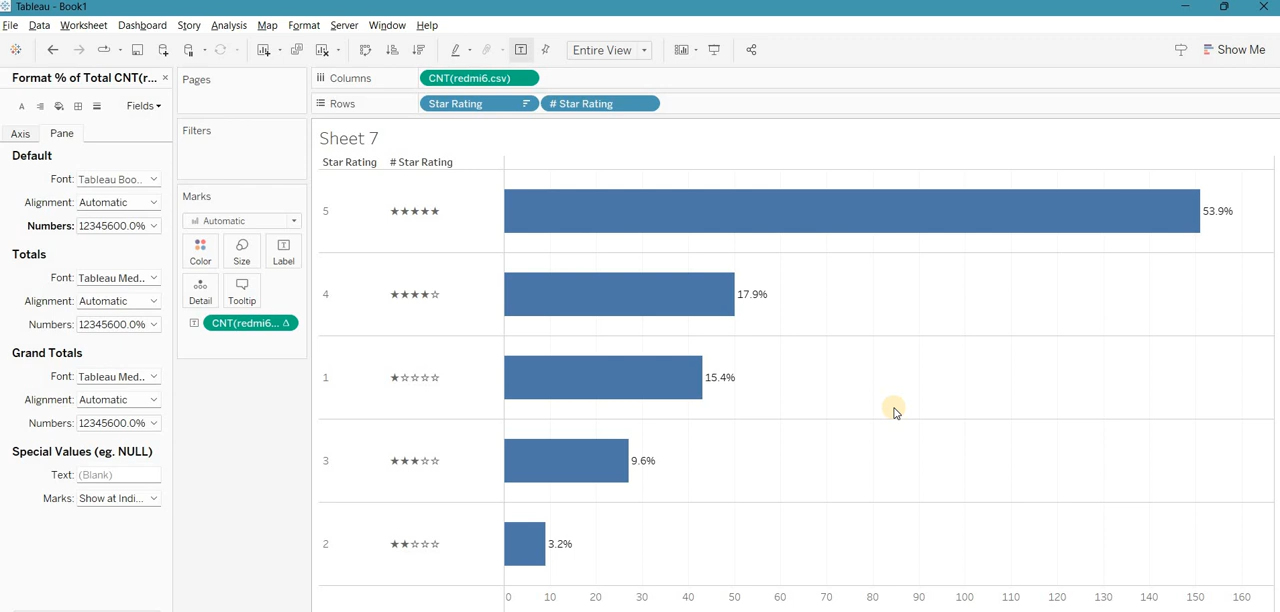 Tableau - Book1
File Data Worksheet Dashboard Story Analysis Map Format Server Window Help
Entire View
Show Me
Format % of Total CNT(r... ×
Fields
Axis Pane
Default
Font: Tableau Boo..
Alignment: Automatic
Numbers: 12345600.0%
Totals
Font: Tableau Med..
Alignment: Automatic
Numbers: 12345600.0%
Grand Totals
Font: Tableau Med..
Alignment: Automatic
Numbers: 12345600.0%
Special Values (eg. NULL)
Text: (Blank)
Marks: Show at Indi...
Pages
Filters
Marks
Automatic
Color Size Label
Detail Tooltip
CNT(redmi6... Δ
Columns CNT(redmi6.csv)
Rows Star Rating # Star Rating
Sheet 7
Star Rating # Star Rating
5 ★★★★★ 53.9%
4 ★★★★☆ 17.9%
1 ★☆☆☆☆ 15.4%
3 ★★★☆☆ 9.6%
2 ★★☆☆☆ 3.2%
0 10 20 30 40 50 60 70 80 90 100 110 120 130 140 150 160